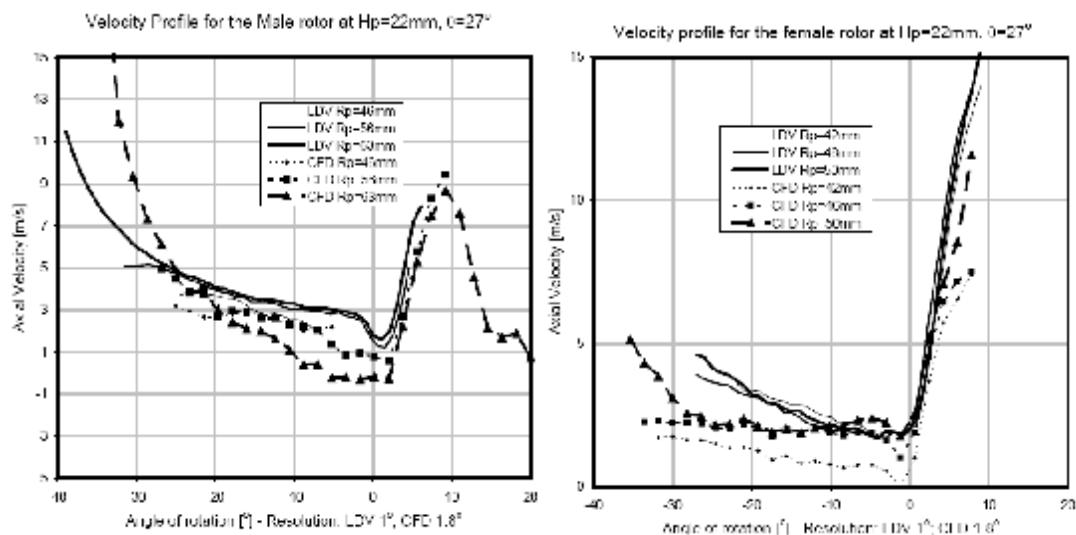 Velocity Profile for the Male rotor at Hp=22mm, θ=27°
15
13
11
9
7
5
3
1
-1
3
5
Axial Velocity [m/s]
LDV Rp=46mm
LDV Rp=56mm
LDV Rp=63mm
CFD Rp=46mm
CFD Rp=56mm
CFD Rp=63mm
40 30 20 10 0 10 20
Angle of rotation [°] - Resolution: LDV 1°, CFD 1.8°
Velocity profile for the female rotor at Hp=22mm, θ=27°
15
10
5
0
Axial Velocity [m/s]
LDV Rp=42mm
LDV
LDV Rp=50mm
CFD Rp=42mm
CFD
CFD Rp=50mm
-40 -30 -20 -10 0 10 20
Angle of rotation [°] - Resolution: LDV 1°, CFD 1.8°